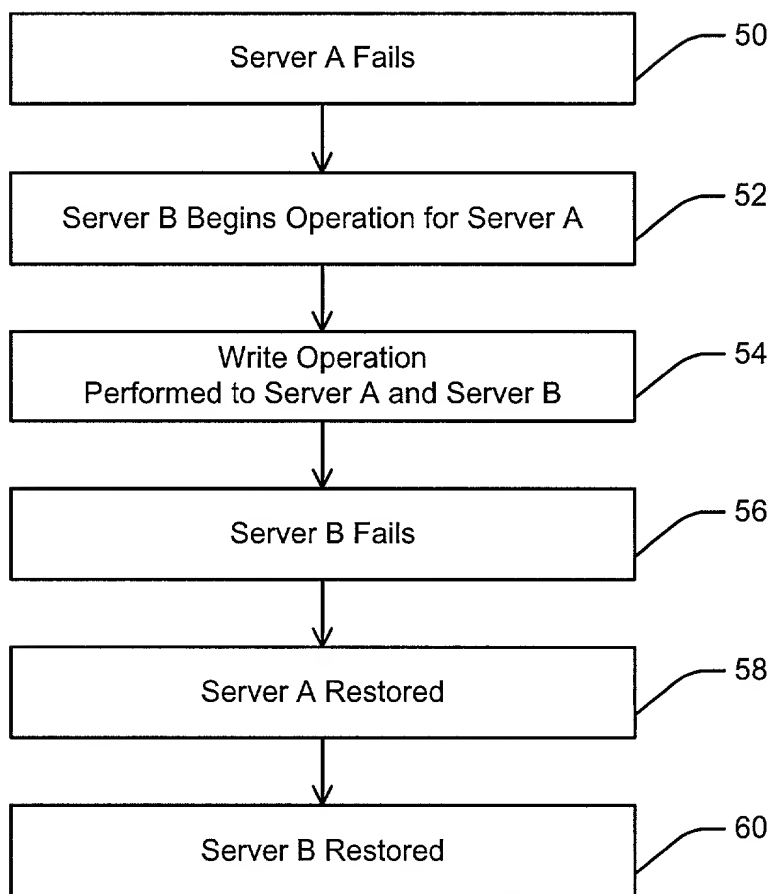 Server A Fails
50
Server B Begins Operation for Server A
52
Write Operation
Performed to Server A and Server B
54
Server B Fails
56
Server A Restored
58
Server B Restored
60